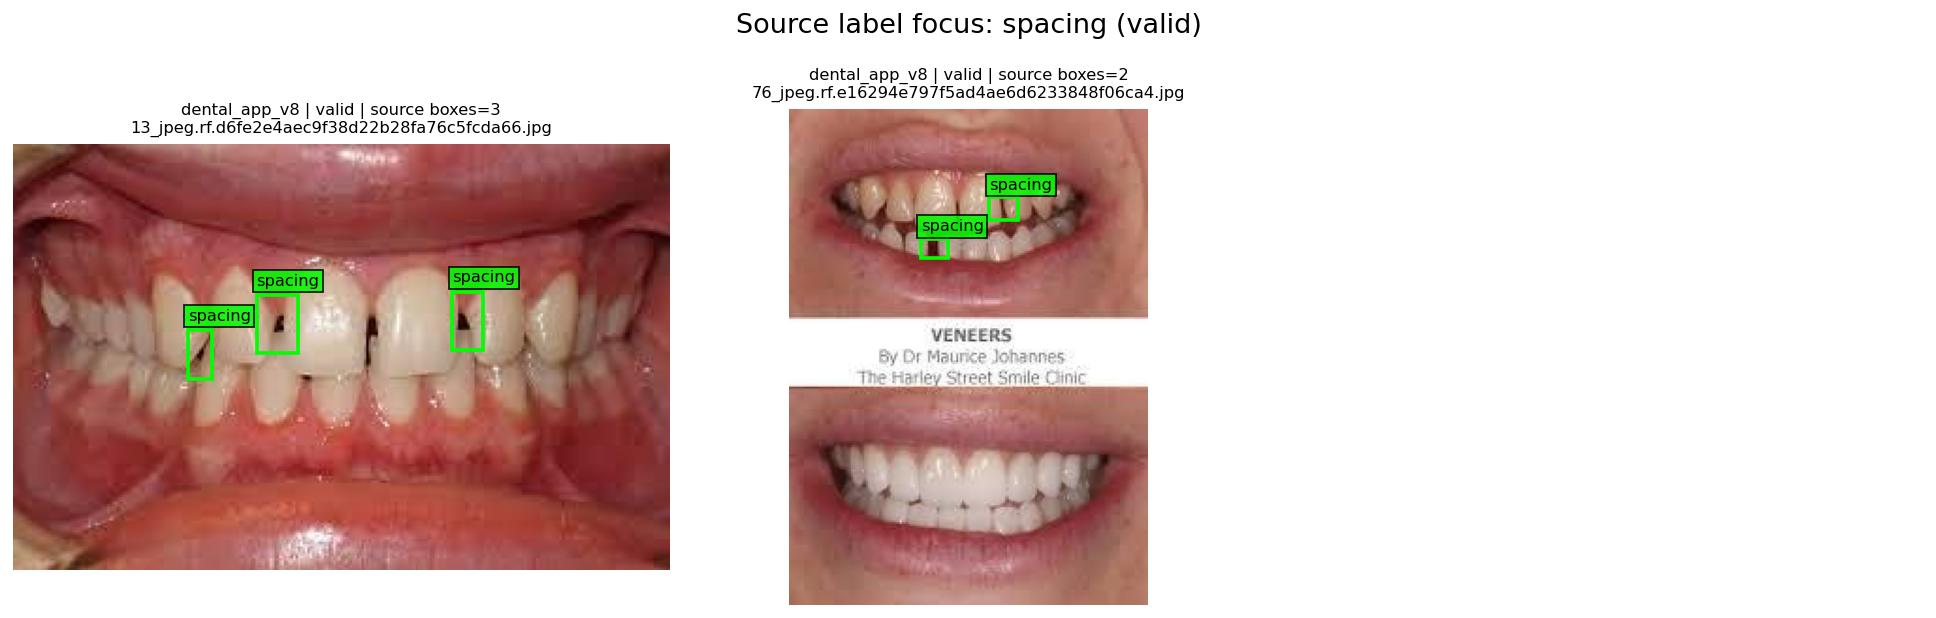 Source label focus: spacing (valid)
dental_app_v8 | valid | source boxes=3
13_jpeg.rf.d6fe2e4aec9f38d22b28fa76c5fcda66.jpg
spacing
spacing
spacing
dental_app_v8 | valid | source boxes=2
76_jpeg.rf.e16294e797f5ad4ae6d6233848f06ca4.jpg
spacing
spacing
VENEERS
By Dr Maurice Johannes
The Harley Street Smile Clinic